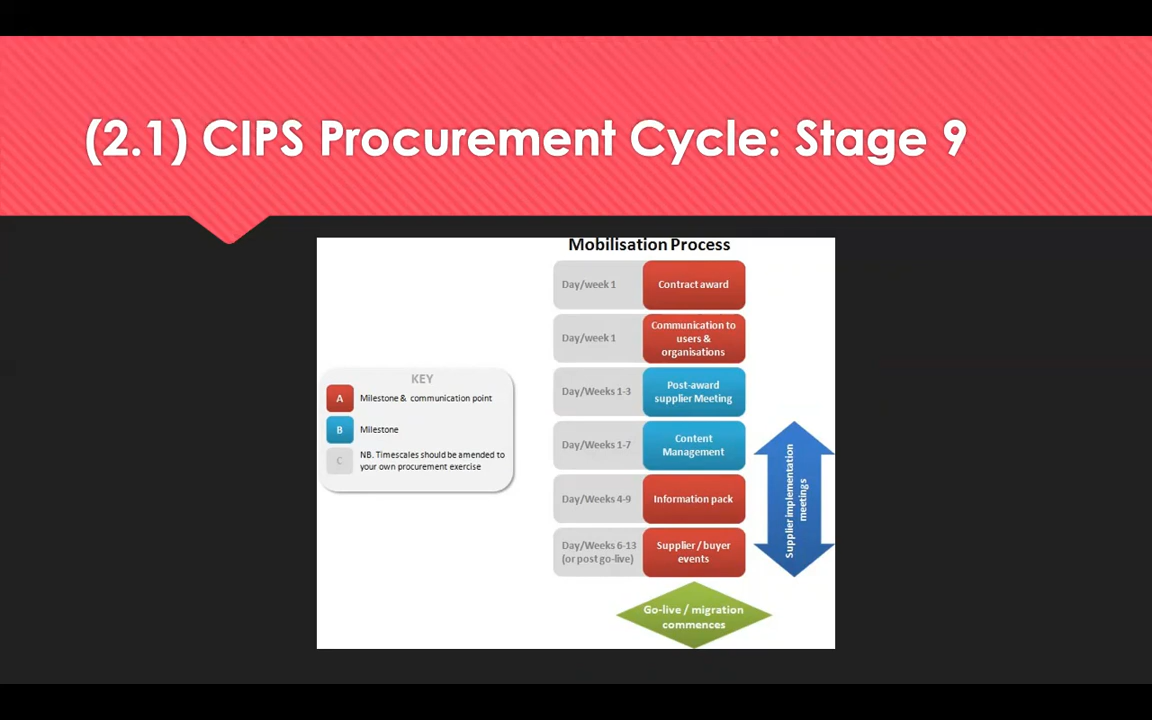 (2.1) CIPS Procurement Cycle: Stage 9
Mobilisation Process
Day/week 1
Contract award
Day/week 1
Communication to
users &
organisations
Day/Weeks 1-3
Post-award
supplier Meeting
Day/Weeks 1-7
Content
Management
Day/Weeks 4-9
Information pack
Day/Weeks 6-13
(or post go-live)
Supplier / buyer
events
Go-live / migration
commences
Supplier implementation
meetings
KEY
A
Milestone & communication point
B
Milestone
C
NB. Timescales should be amended to
your own procurement exercise